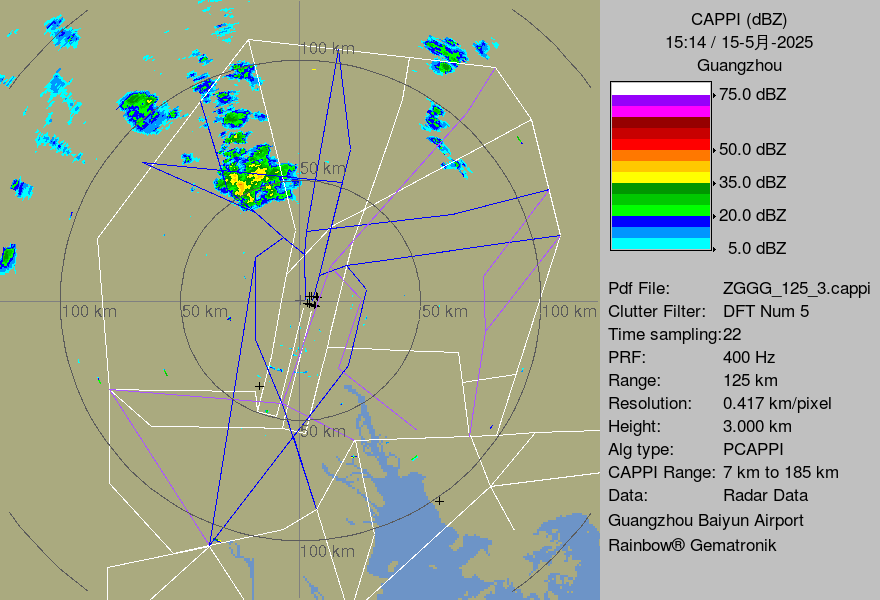 100 km
50 km
100 km
50 km
50 km
100 km
50 km
100 km
CAPPI (dBZ)
15:14 / 15-5月-2025
Guangzhou
75.0 dBZ
50.0 dBZ
35.0 dBZ
20.0 dBZ
5.0 dBZ
Pdf File: ZGGG_125_3.cappi
Clutter Filter: DFT Num 5
Time sampling:22
PRF: 400 Hz
Range: 125 km
Resolution: 0.417 km/pixel
Height: 3.000 km
Alg type: PCAPPI
CAPPI Range: 7 km to 185 km
Data: Radar Data
Guangzhou Baiyun Airport
Rainbow® Gematronik